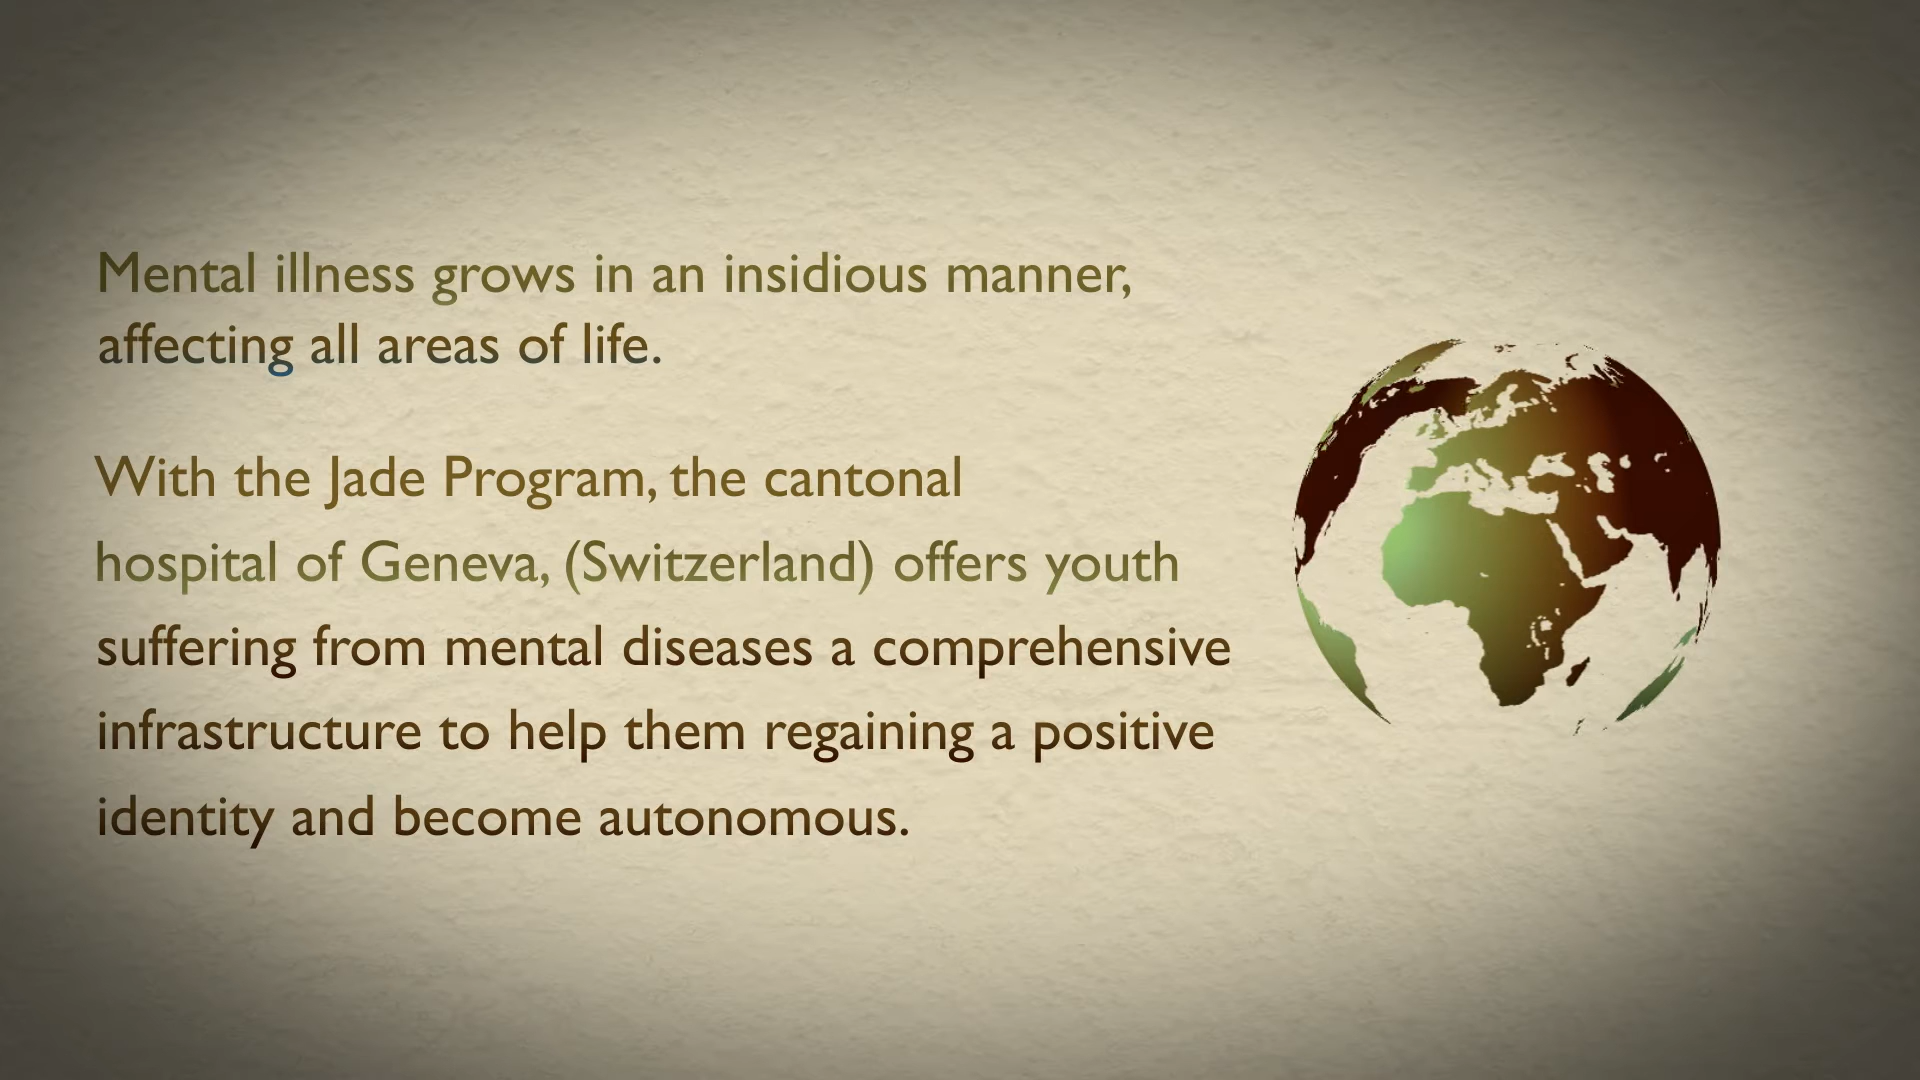 Mental illness grows in an insidious manner,
affecting all areas of life.
With the Jade Program, the cantonal
hospital of Geneva, (Switzerland) offers youth
suffering from mental diseases a comprehensive
infrastructure to help them regaining a positive
identity and become autonomous.